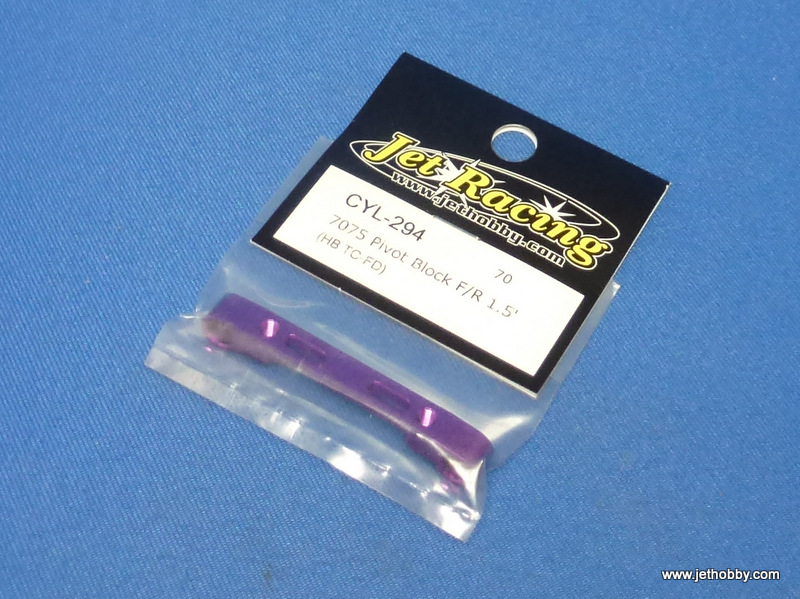 Jet Racing
www.jethobby.com
CYL-294
70
7075 Pivot Block F/R 1.5'
(HB TC-FD)
www.jethobby.com